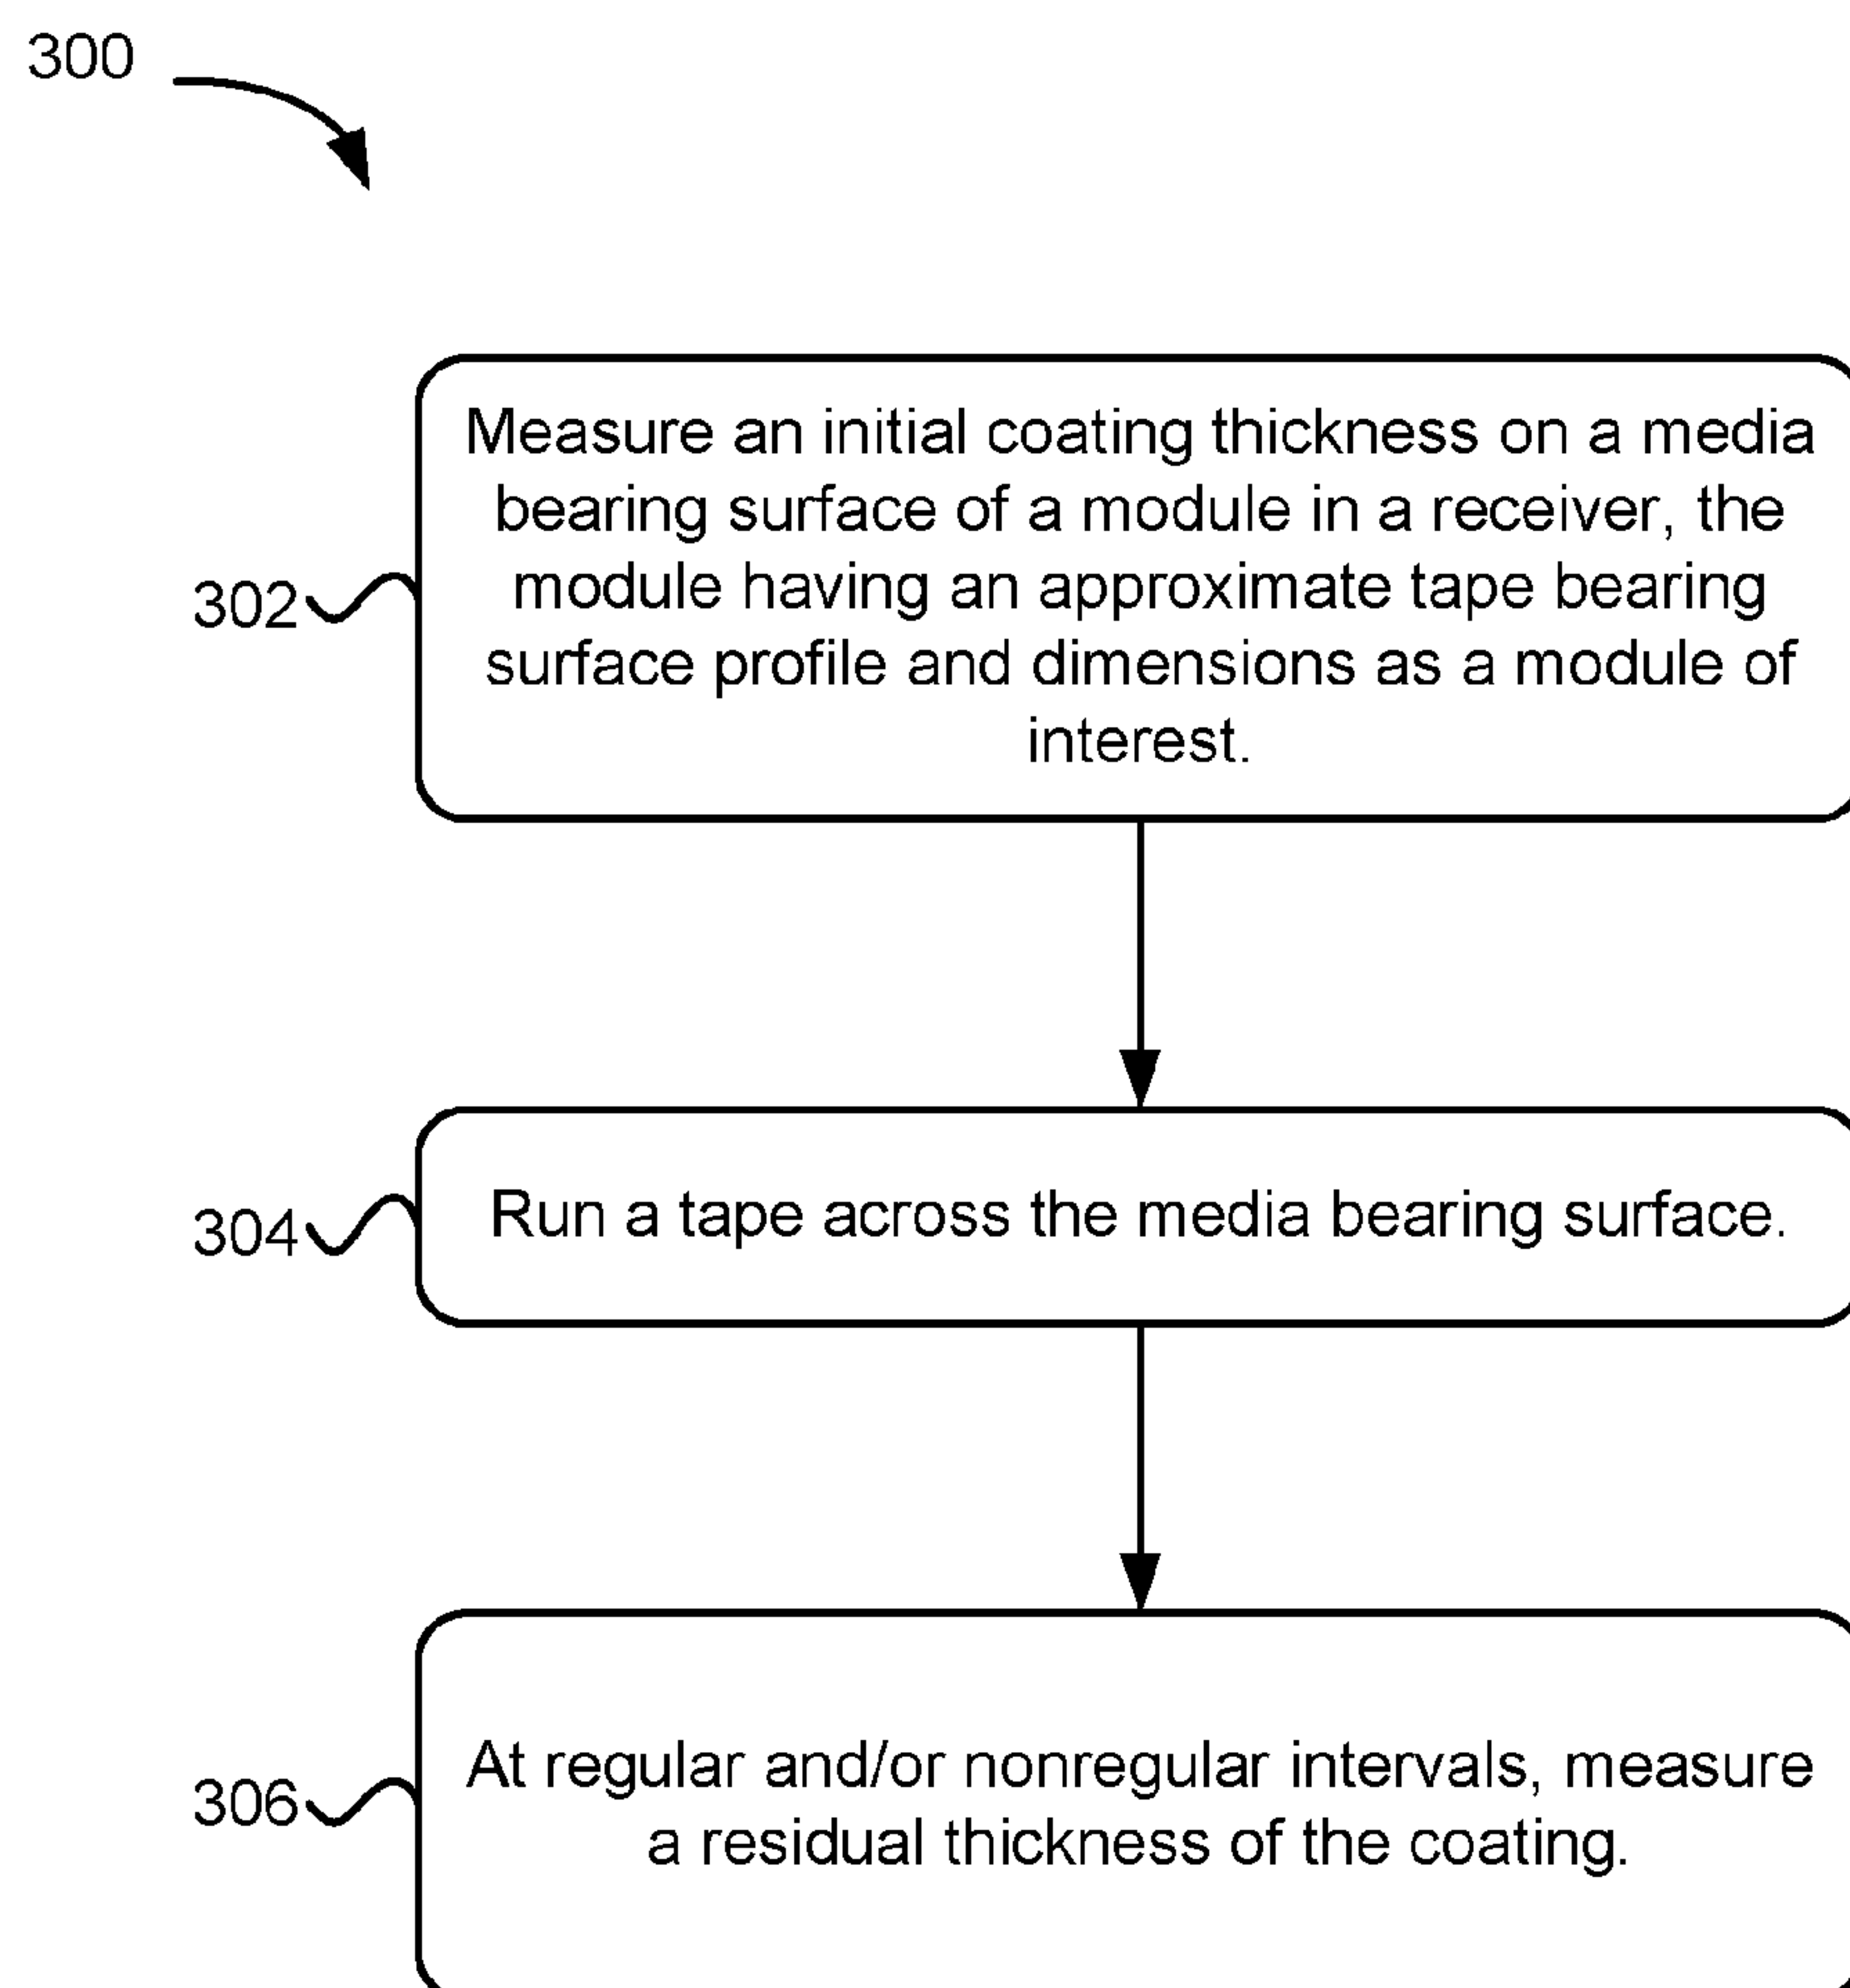 300
Measure an initial coating thickness on a media
bearing surface of a module in a receiver, the
module having an approximate tape bearing
surface profile and dimensions as a module of
interest.
302
Run a tape across the media bearing surface.
304
At regular and/or nonregular intervals, measure
a residual thickness of the coating.
306